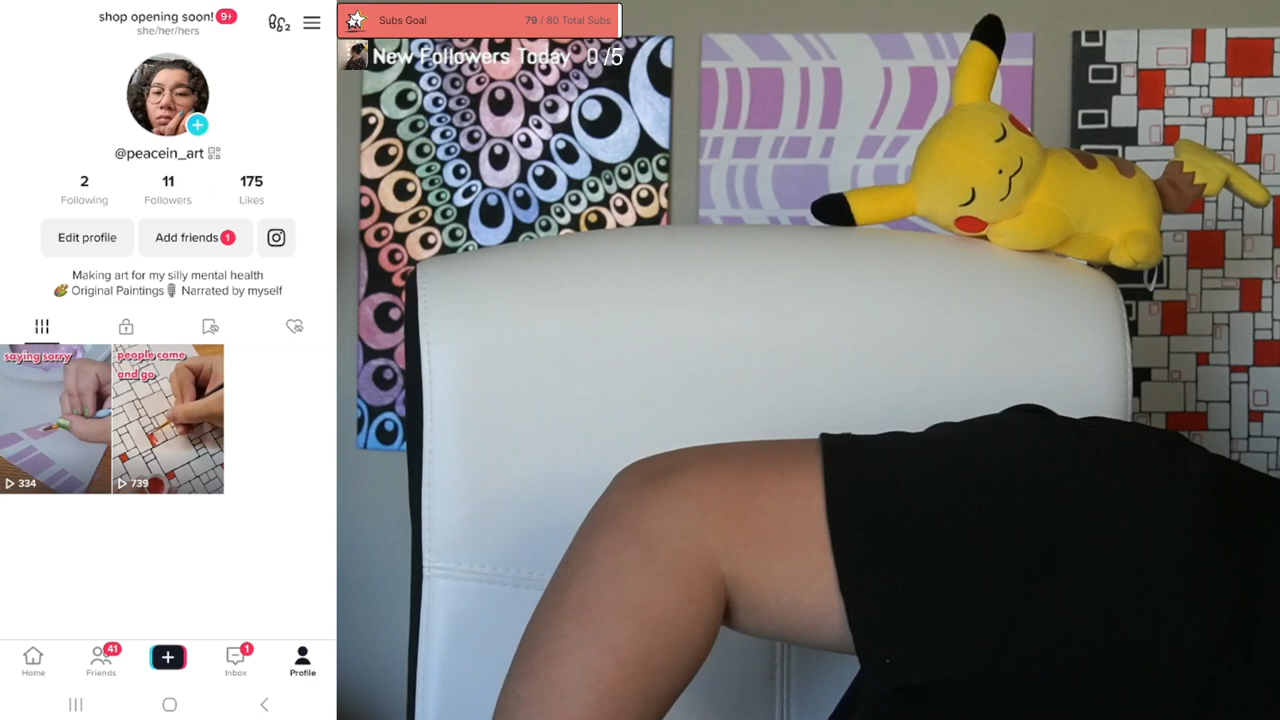 shop opening soon! 9+
2
she/her/hers
@peacein_art
2 11 175
Following Followers Likes
Edit profile Add friends 1
Making art for my silly mental health
🎨 Original Paintings 🎙️ Narrated by myself
saying sorry
334
people come
and go
739
41 1
Home Friends Inbox Profile
Subs Goal 79 / 80 Total Subs
New Followers Today 0 /5